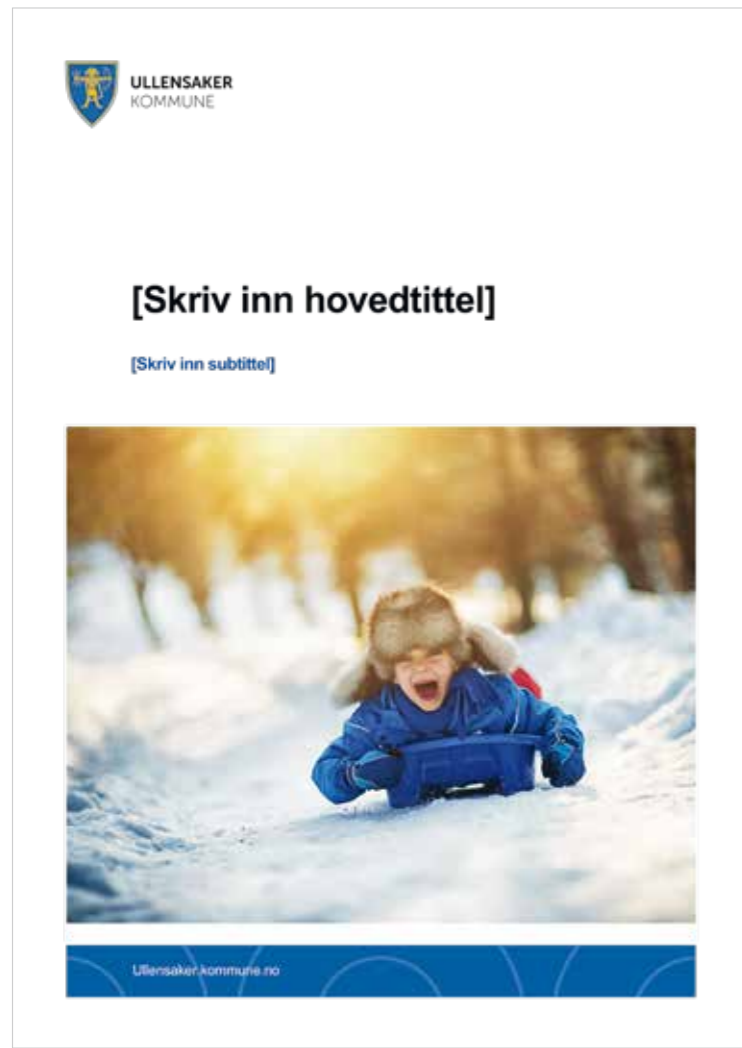 ULLENSAKER
KOMMUNE
[Skriv inn hovedtittel]
[Skriv inn subtittel]
Ullensaker.kommune.no